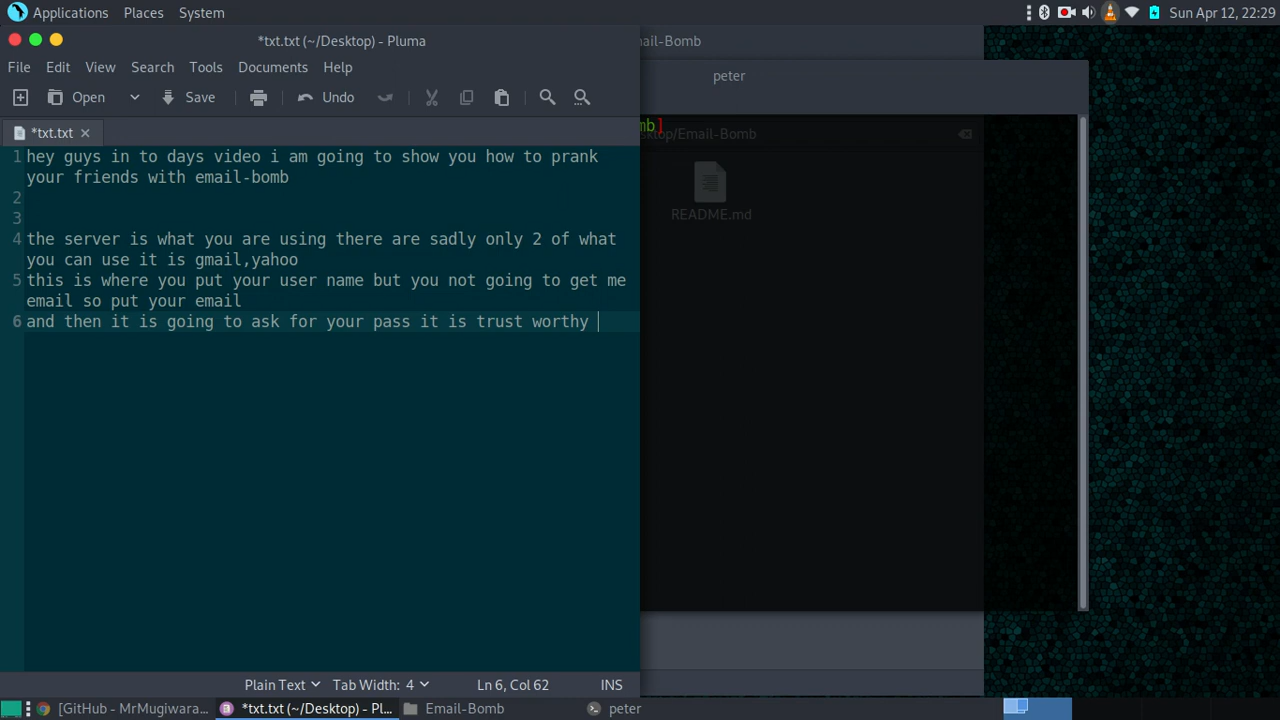 Applications Places System Sun Apr 12, 22:29
*txt.txt (~/Desktop) - Pluma
ail-Bomb
peter
File Edit View Search Tools Documents Help
Open Save Undo
*txt.txt
mb]
sktop/Email-Bomb
README.md
1 hey guys in to days video i am going to show you how to prank
your friends with email-bomb
2
3
4 the server is what you are using there are sadly only 2 of what
you can use it is gmail,yahoo
5 this is where you put your user name but you not going to get me
email so put your email
6 and then it is going to ask for your pass it is trust worthy
Plain Text Tab Width: 4 Ln 6, Col 62 INS
[GitHub - MrMugiwara... *txt.txt (~/Desktop) - Pl... Email-Bomb peter